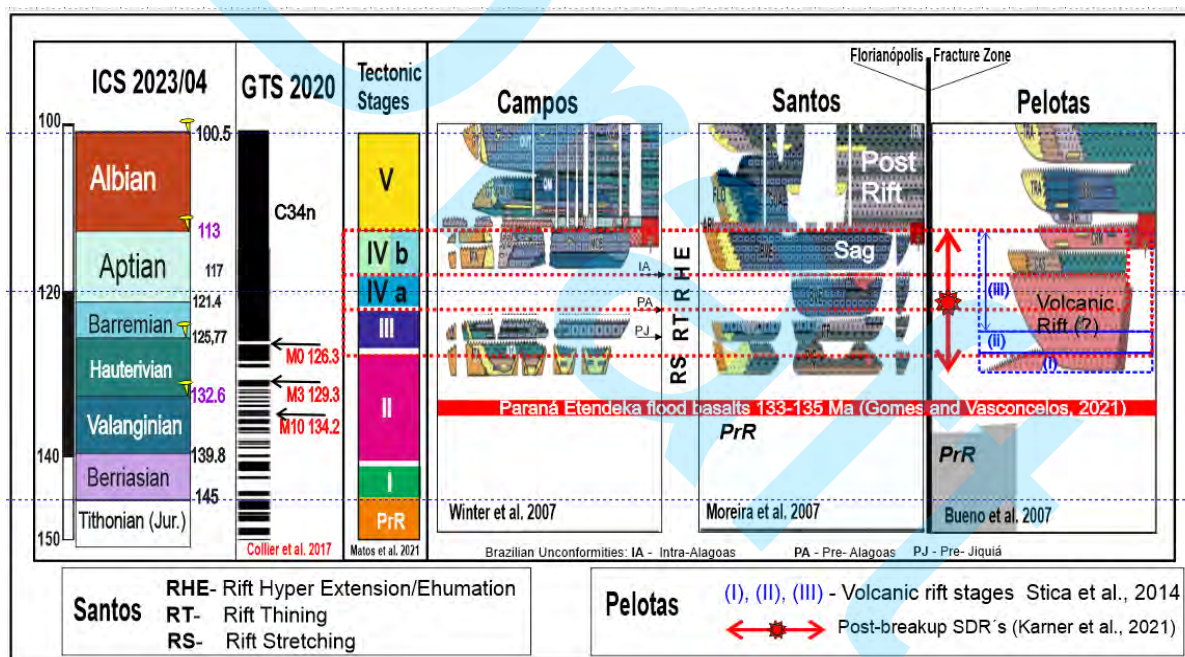 Florianópolis Fracture Zone
ICS 2023/04
GTS 2020
Tectonic
Stages
Campos
Santos
Pelotas
100
120
140
150
Albian
Aptian
Barremian
Hauterivian
Valanginian
Berriasian
Tithonian (Jur.)
100.5
113
117
121.4
125,77
132.6
139.8
145
C34n
M0 126.3
M3 129.3
M10 134.2
Collier et al. 2017
V
IV b
IV a
III
II
I
PrR
Matos et al. 2021
IA
PA
PJ
RS RT RHE
Post
Rift
Sag
Volcanic
Rift (?)
(iii)
(ii)
(i)
Paraná Etendeka flood basalts 133-135 Ma (Gomes and Vasconcelos, 2021)
PrR
PrR
Winter et al, 2007
Moreira et al, 2007
Bueno et al. 2007
Brazilian Unconformities: IA - Intra-Alagoas PA - Pre- Alagoas PJ - Pre- Jiquiá
Santos
RHE- Rift Hyper Extension/Ehumation
RT- Rift Thining
RS- Rift Stretching
Pelotas
(I), (II), (III) - Volcanic rift stages Stica et al., 2014
Post-breakup SDR´s (Karner et al., 2021)